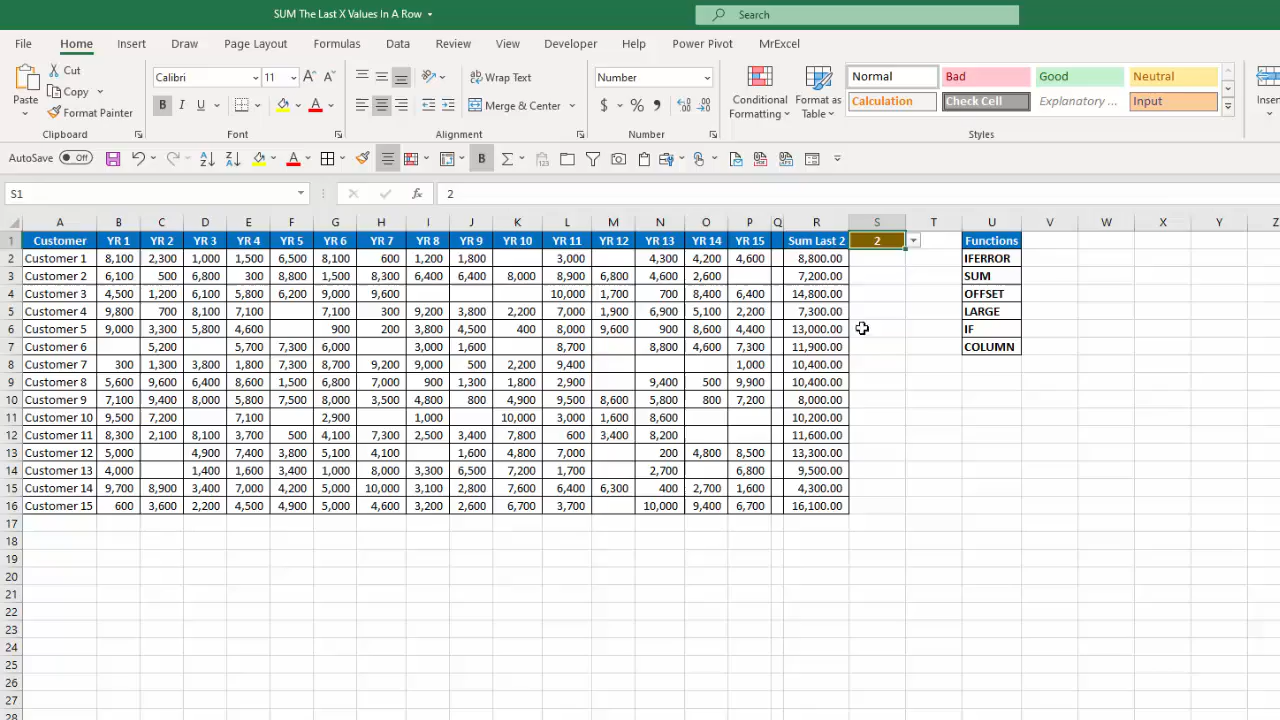 SUM The Last X Values In A Row
Search
File Home Insert Draw Page Layout Formulas Data Review View Developer Help Power Pivot MrExcel
Paste
Cut
Copy
Format Painter
Clipboard
Calibri 11
B I U
Font
Wrap Text
Merge & Center
Alignment
Number
$ % 9
Number
Conditional Formatting
Format as Table
Normal Bad Good Neutral
Calculation Check Cell Explanatory ... Input
Styles
AutoSave Off
S1 fx 2
A B C D E F G H I J K L M N O P Q R S T U V W X Y Z
1 Customer YR 1 YR 2 YR 3 YR 4 YR 5 YR 6 YR 7 YR 8 YR 9 YR 10 YR 11 YR 12 YR 13 YR 14 YR 15 Sum Last 2 2 Functions
2 Customer 1 8,100 2,300 1,000 1,500 6,500 8,100 600 1,200 1,800 3,000 4,300 4,200 4,600 8,800.00 IFERROR
3 Customer 2 6,100 500 6,800 300 8,800 1,500 8,300 6,400 6,400 8,000 8,900 6,800 4,600 2,600 7,200.00 SUM
4 Customer 3 4,500 1,200 6,100 5,800 6,200 9,000 9,600 10,000 1,700 700 8,400 6,400 14,800.00 OFFSET
5 Customer 4 9,800 700 8,100 7,100 7,100 300 9,200 3,800 2,200 7,000 1,900 6,900 5,100 2,200 7,300.00 LARGE
6 Customer 5 9,000 3,300 5,800 4,600 900 200 3,800 4,500 400 8,000 9,600 900 8,600 4,400 13,000.00 IF
7 Customer 6 5,200 5,700 7,300 6,000 3,000 1,600 8,700 8,800 4,600 7,300 11,900.00 COLUMN
8 Customer 7 300 1,300 3,800 1,800 7,300 8,700 9,200 9,000 500 2,200 9,400 1,000 10,400.00
9 Customer 8 5,600 9,600 6,400 8,600 1,500 6,800 7,000 900 1,300 1,800 2,900 9,400 500 9,900 10,400.00
10 Customer 9 7,100 9,400 8,000 5,800 7,500 8,000 3,500 4,800 800 4,900 9,500 8,600 5,800 800 7,200 8,000.00
11 Customer 10 9,500 7,200 7,100 2,900 1,000 10,000 3,000 1,600 8,600 10,200.00
12 Customer 11 8,300 2,100 8,100 3,700 500 4,100 7,300 2,500 3,400 7,800 600 3,400 8,200 11,600.00
13 Customer 12 5,000 4,900 7,400 3,800 5,100 4,100 1,600 4,800 7,000 200 4,800 8,500 13,300.00
14 Customer 13 4,000 1,400 1,600 3,400 1,000 8,000 3,300 6,500 7,200 1,700 2,700 6,800 9,500.00
15 Customer 14 9,700 8,900 3,400 7,000 4,200 5,000 10,000 3,100 2,800 7,600 6,400 6,300 400 2,700 1,600 4,300.00
16 Customer 15 600 3,600 2,200 4,500 4,900 5,000 4,600 3,200 2,600 6,700 3,700 10,000 9,400 6,700 16,100.00
17
18
19
20
21
22
23
24
25
26
27
28